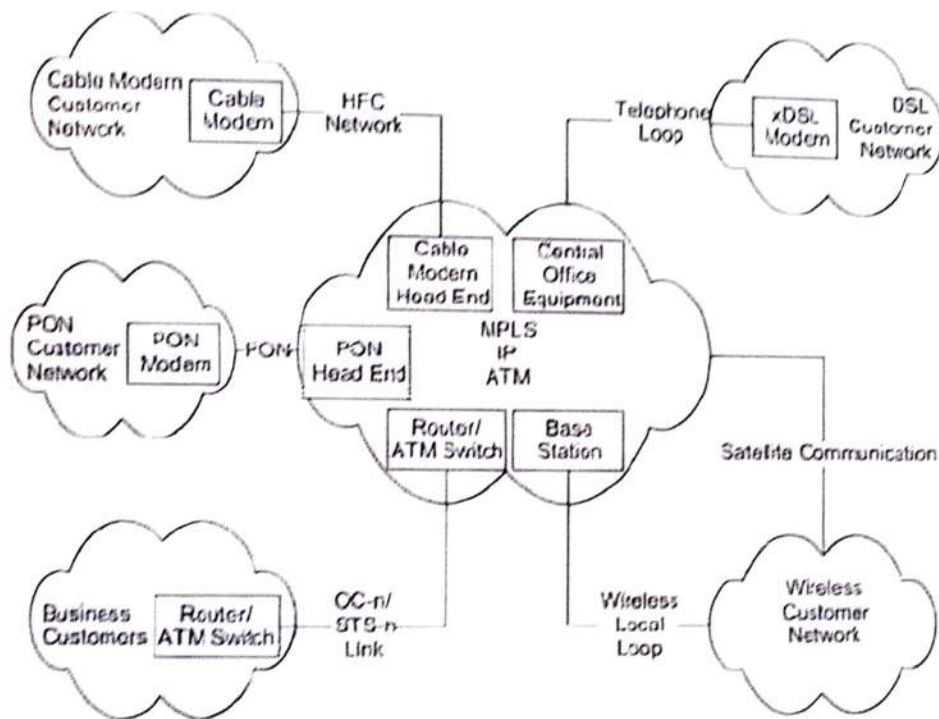 Cable Modem
Customer
Network
Cable
Modem
HFC
Network
Telephone
Loop
xDSL
Modem
DSL
Customer
Network
Cable
Modem
Head End
Central
Office
Equipment
MPLS
IP
ATM
PON
Customer
Network
PON
Modem
PON
PON
Head End
Router/
ATM Switch
Base
Station
Satellite Communication
Business
Customers
Router/
ATM Switch
OC-n/
STS-n
Link
Wireless
Local
Loop
Wireless
Customer
Network